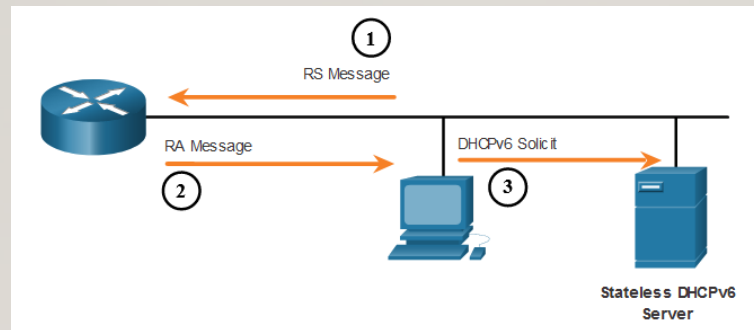 1
RS Message
RA Message
2
DHCPv6 Solicit
3
Stateless DHCPv6
Server